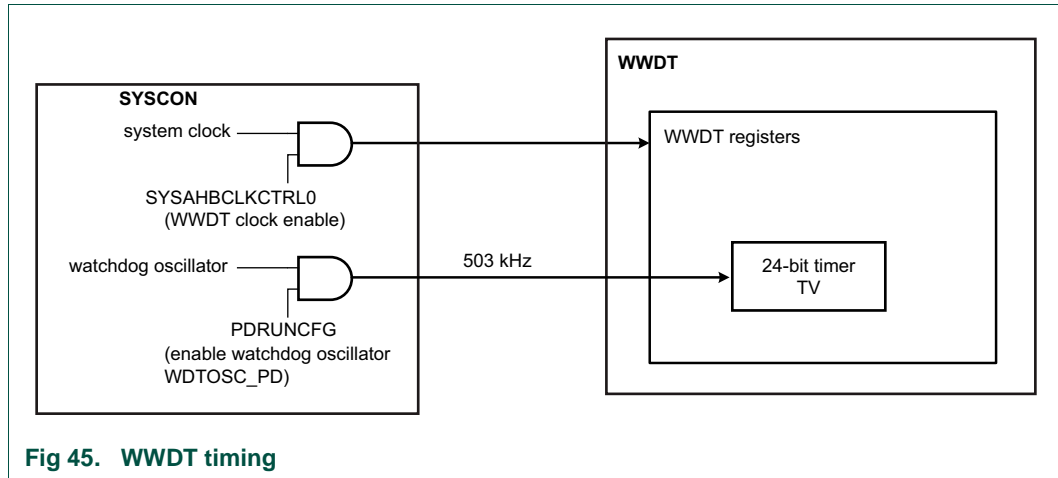 WWDT
SYSCON
system clock
WWDT registers
SYSAHBCLKCTRL0
(WWDT clock enable)
watchdog oscillator
503 kHz
24-bit timer
TV
PDRUNCFG
(enable watchdog oscillator
WDTOSC_PD)
Fig 45. WWDT timing